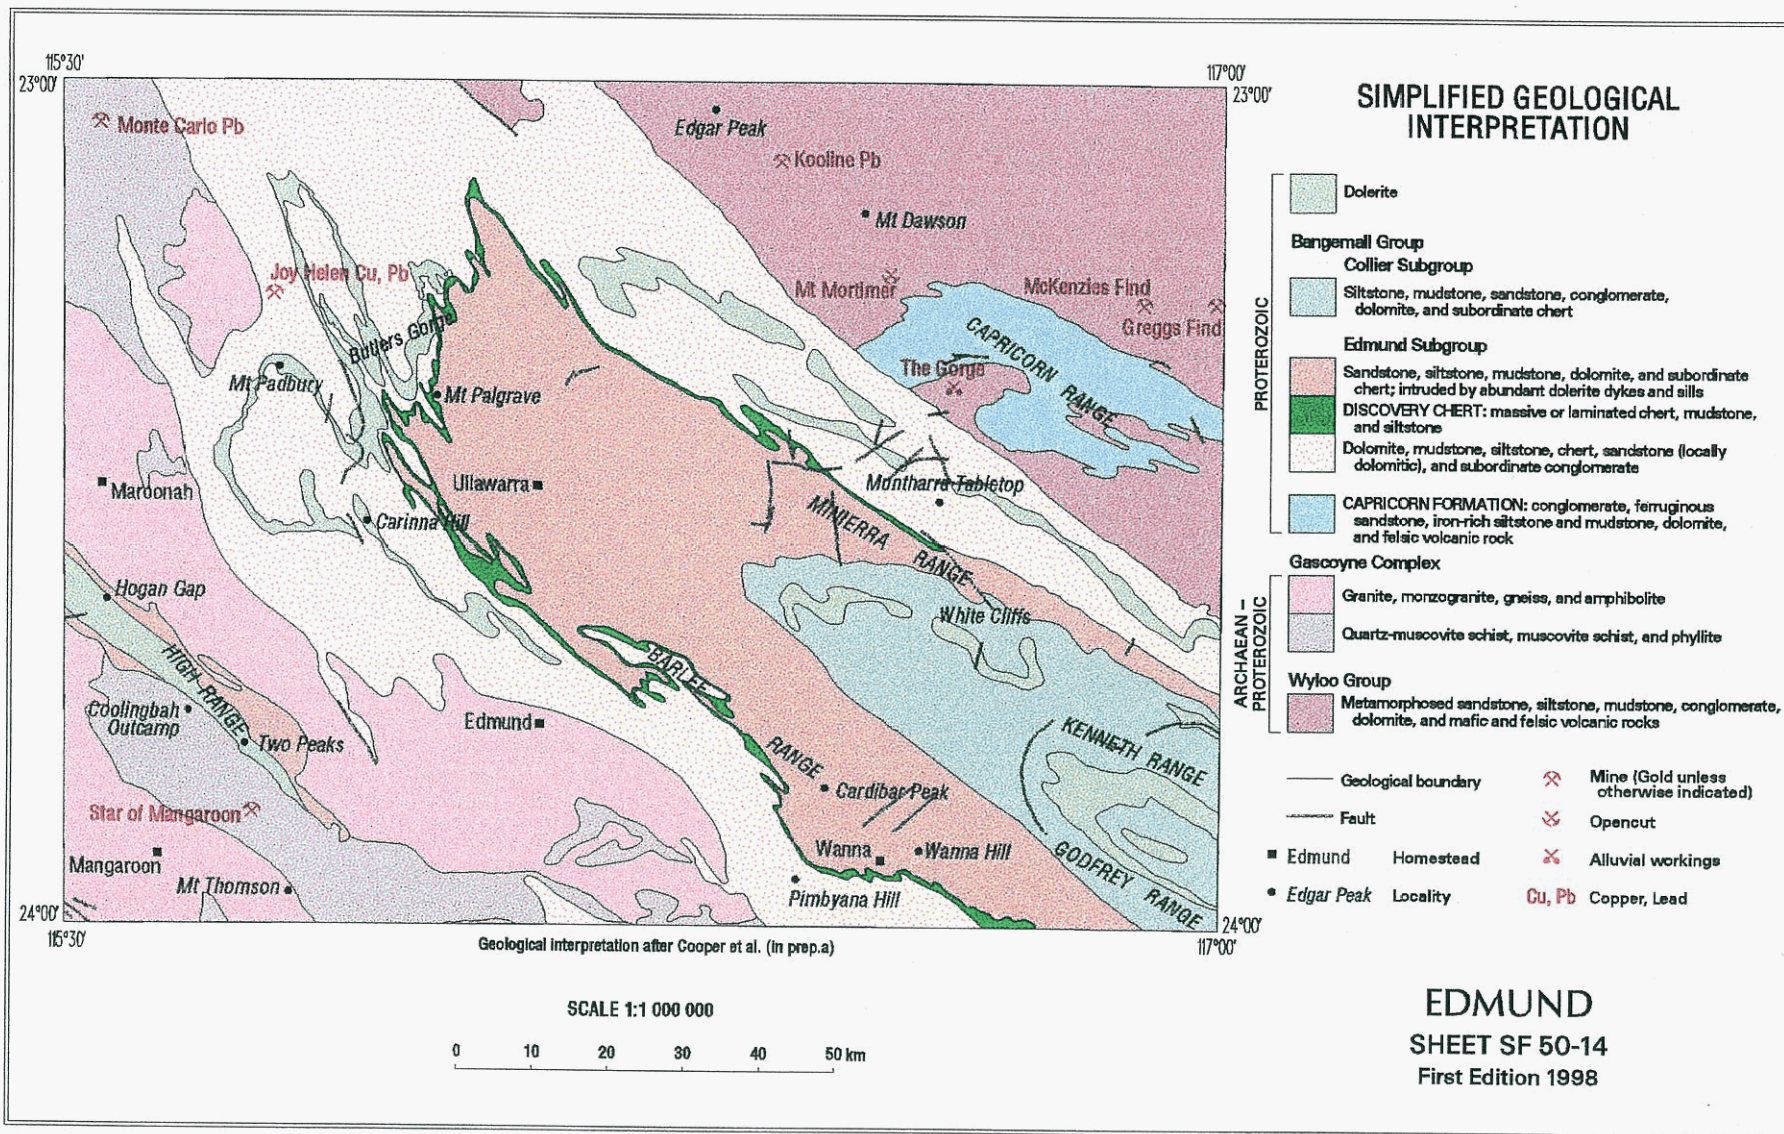 115°30'
23°00'
117°00'
23°00'
Monte Carlo Pb
Edgar Peak
Kooline Pb
Mt Dawson
Joy Helen Cu, Pb
Mt Mortimer
McKenzies Find
Greggs Find
Butlers Gorge
CAPRICORN RANGE
The Gorge
Mt Padbury
Mt Palgrave
Maroonah
Ullawarra
Muntharra Tabletop
Carinna Hill
MINIERRA RANGE
Hogan Gap
White Cliffs
HIGH RANGE
BARLEE RANGE
Coolingbah
Outcamp
Edmund
Two Peaks
KENNETH RANGE
Cardibar Peak
Star of Mangaroon
Mangaroon
Wanna
Wanna Hill
GODFREY RANGE
Mt Thomson
Pimbyana Hill
24°00'
115°30'
24°00'
117°00'
Geological interpretation after Cooper et al. (in prep.a)
SCALE 1:1 000 000
0 10 20 30 40 50 km
SIMPLIFIED GEOLOGICAL
INTERPRETATION
PROTEROZOIC
Dolerite
Bangemall Group
Collier Subgroup
Siltstone, mudstone, sandstone, conglomerate,
dolomite, and subordinate chert
Edmund Subgroup
Sandstone, siltstone, mudstone, dolomite, and subordinate
chert; intruded by abundant dolerite dykes and sills
DISCOVERY CHERT: massive or laminated chert, mudstone,
and siltstone
Dolomite, mudstone, siltstone, chert, sandstone (locally
dolomitic), and subordinate conglomerate
CAPRICORN FORMATION: conglomerate, ferruginous
sandstone, iron-rich siltstone and mudstone, dolomite,
and felsic volcanic rock
ARCHAEAN –
PROTEROZOIC
Gascoyne Complex
Granite, monzogranite, gneiss, and amphibolite
Quartz-muscovite schist, muscovite schist, and phyllite
Wyloo Group
Metamorphosed sandstone, siltstone, mudstone, conglomerate,
dolomite, and mafic and felsic volcanic rocks
Geological boundary
Fault
Edmund Homestead
Edgar Peak Locality
Mine (Gold unless
otherwise indicated)
Opencut
Alluvial workings
Cu, Pb Copper, Lead
EDMUND
SHEET SF 50-14
First Edition 1998